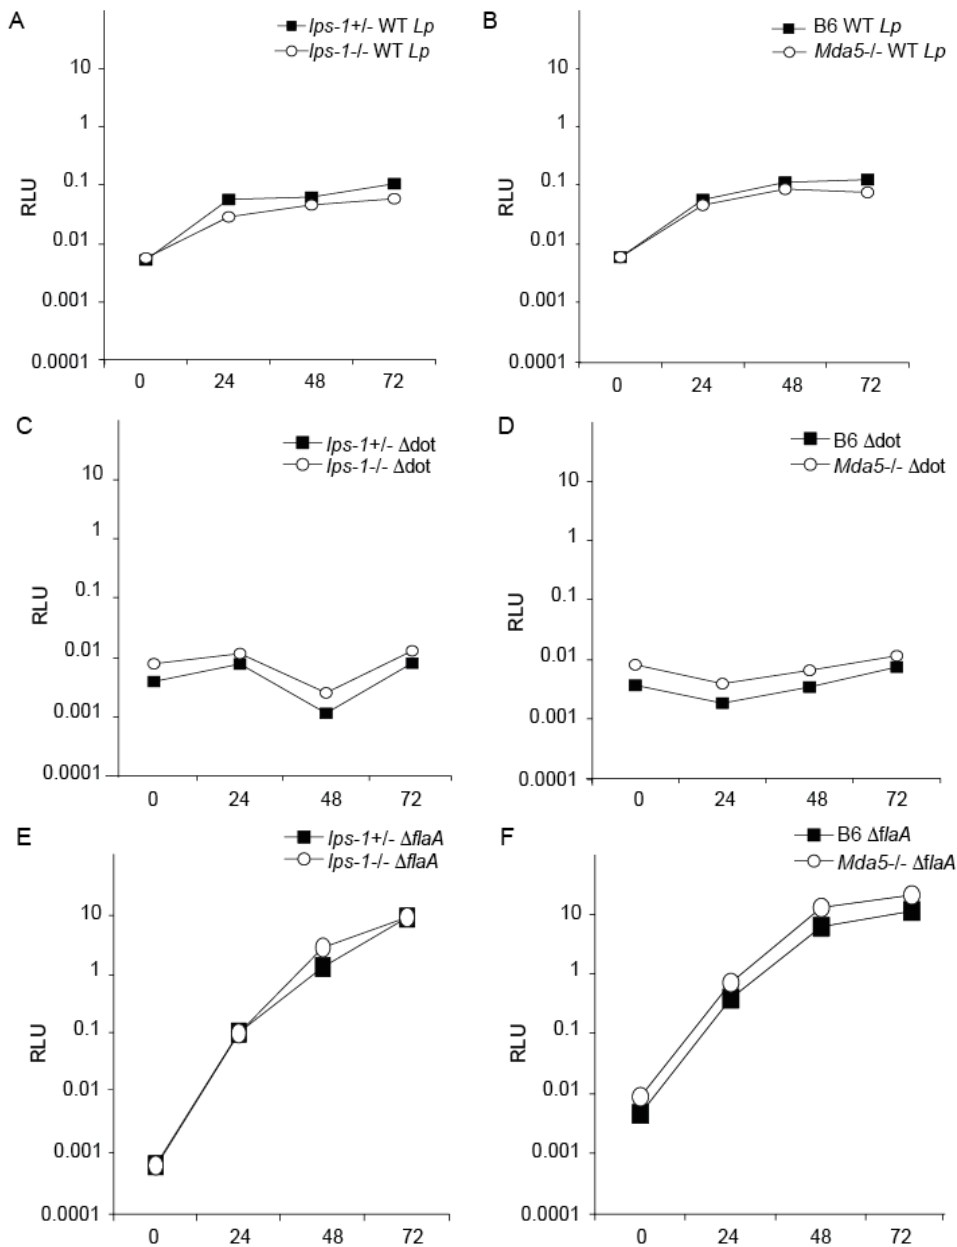 A
Ips-1+/- WT Lp
Ips-1-/- WT Lp
10
1
0.1
0.01
0.001
0.0001
RLU
0 24 48 72
B
B6 WT Lp
Mda5-/- WT Lp
10
1
0.1
0.01
0.001
0.0001
RLU
0 24 48 72
C
Ips-1+/- Δdot
Ips-1-/- Δdot
10
1
0.1
0.01
0.001
0.0001
RLU
0 24 48 72
D
B6 Δdot
Mda5-/- Δdot
10
1
0.1
0.01
0.001
0.0001
RLU
0 24 48 72
E
Ips-1+/- ΔflaA
Ips-1-/- ΔflaA
10
1
0.1
0.01
0.001
0.0001
RLU
0 24 48 72
F
B6 ΔflaA
Mda5-/- ΔflaA
10
1
0.1
0.01
0.001
0.0001
RLU
0 24 48 72